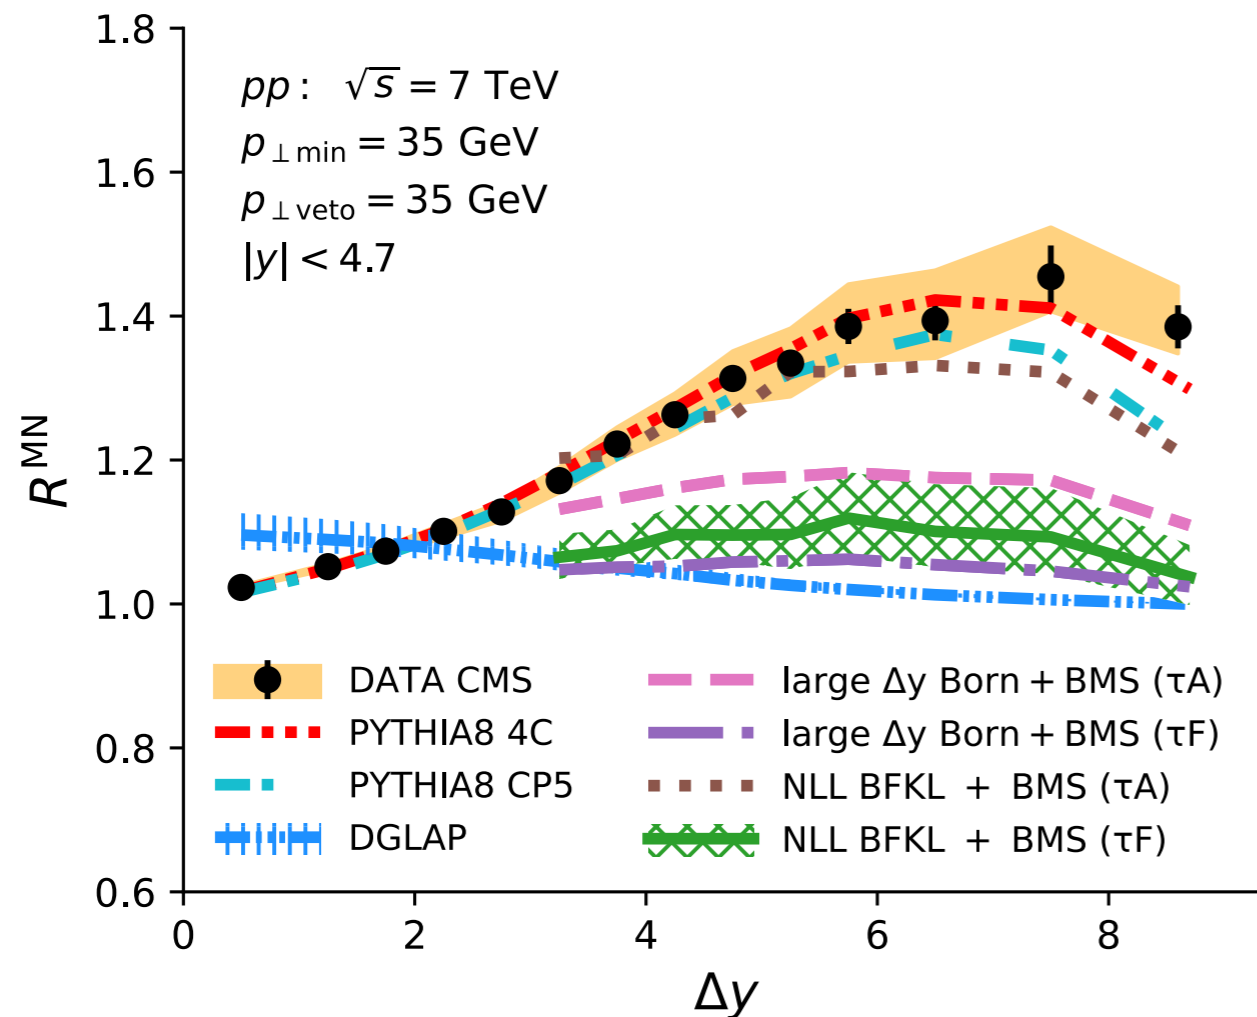 pp : √s = 7 TeV
p⊥min = 35 GeV
p⊥veto = 35 GeV
|y| < 4.7
1.8
1.6
1.4
1.2
1.0
0.8
0.6
R^MN
DATA CMS
PYTHIA8 4C
PYTHIA8 CP5
DGLAP
large Δy Born + BMS (τA)
large Δy Born + BMS (τF)
NLL BFKL + BMS (τA)
NLL BFKL + BMS (τF)
0 2 4 6 8
Δy